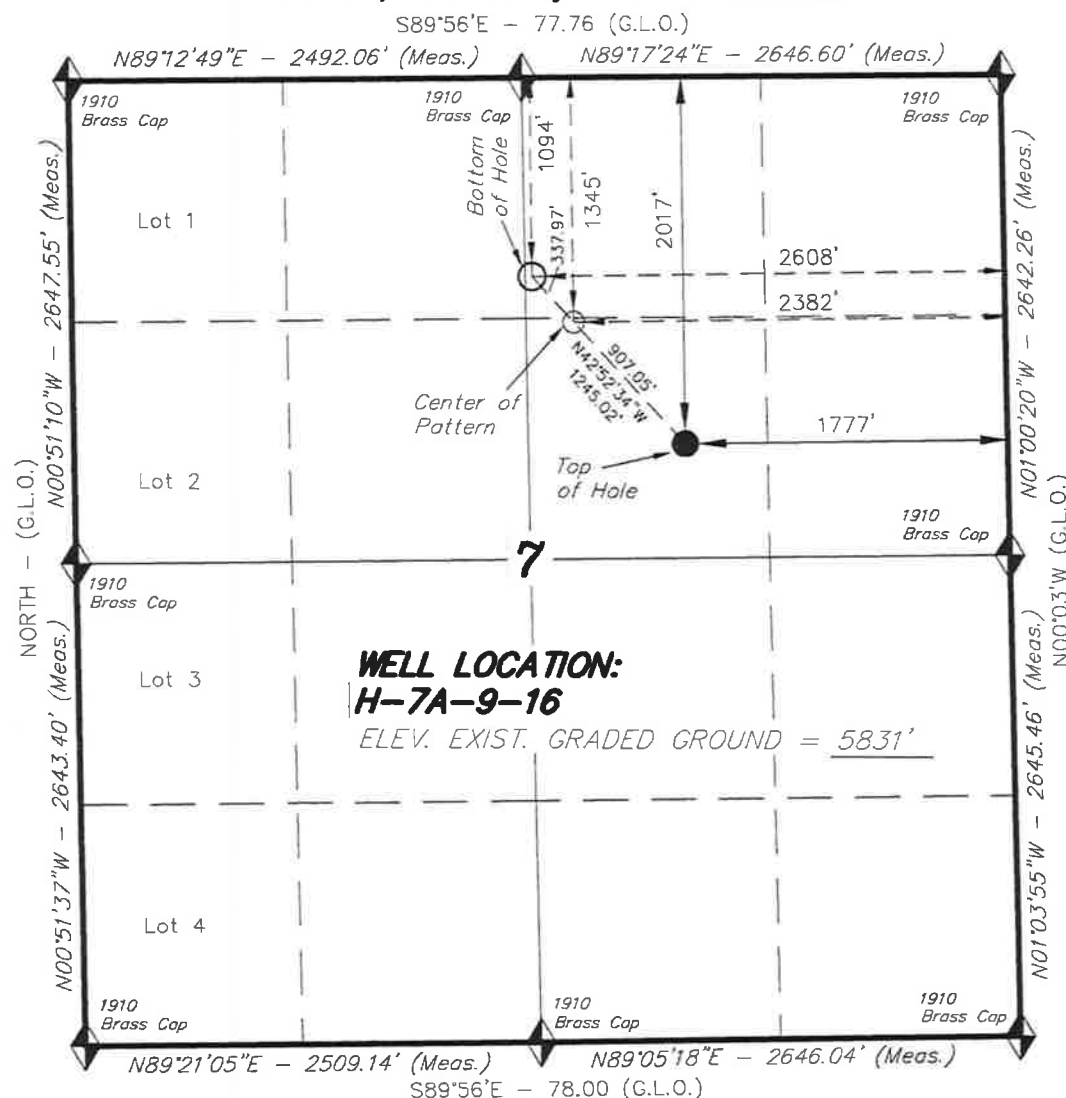 S89°56'E - 77.76 (G.L.O.)
N89°12'49"E - 2492.06' (Meas.)
N89°17'24"E - 2646.60' (Meas.)
1910
Brass Cap
1910
Brass Cap
1910
Brass Cap
Bottom
of Hole
1094'
1345'
2017'
337.97'
Lot 1
2608'
2382'
N00°51'10"W - 2647.55' (Meas.)
N01°00'20"W - 2642.26' (Meas.)
907.05'
N42°52'34"W
1245.02'
Center of
Pattern
1777'
Top
of Hole
Lot 2
1910
Brass Cap
NORTH - (G.L.O.)
N00°03'W (G.L.O.)
7
1910
Brass Cap
WELL LOCATION:
H-7A-9-16
ELEV. EXIST. GRADED GROUND = 5831'
Lot 3
N00°51'37"W - 2643.40' (Meas.)
N01°03'55"W - 2645.46' (Meas.)
Lot 4
1910
Brass Cap
1910
Brass Cap
1910
Brass Cap
N89°21'05"E - 2509.14' (Meas.)
N89°05'18"E - 2646.04' (Meas.)
S89°56'E - 78.00 (G.L.O.)